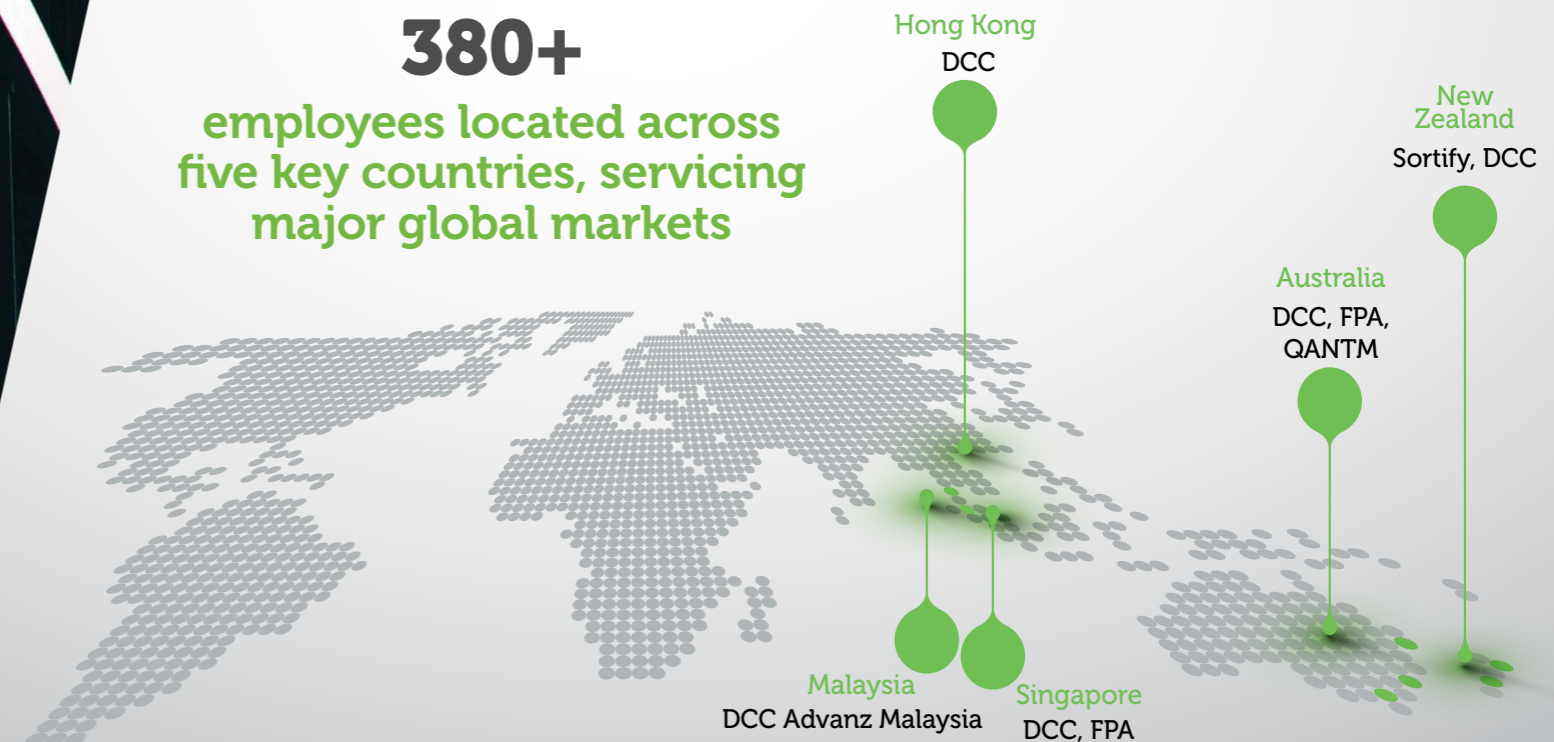 380+
employees located across
five key countries, servicing
major global markets
Hong Kong
DCC
New
Zealand
Sortify, DCC
Australia
DCC, FPA,
QANTM
Malaysia
DCC Advanz Malaysia
Singapore
DCC, FPA